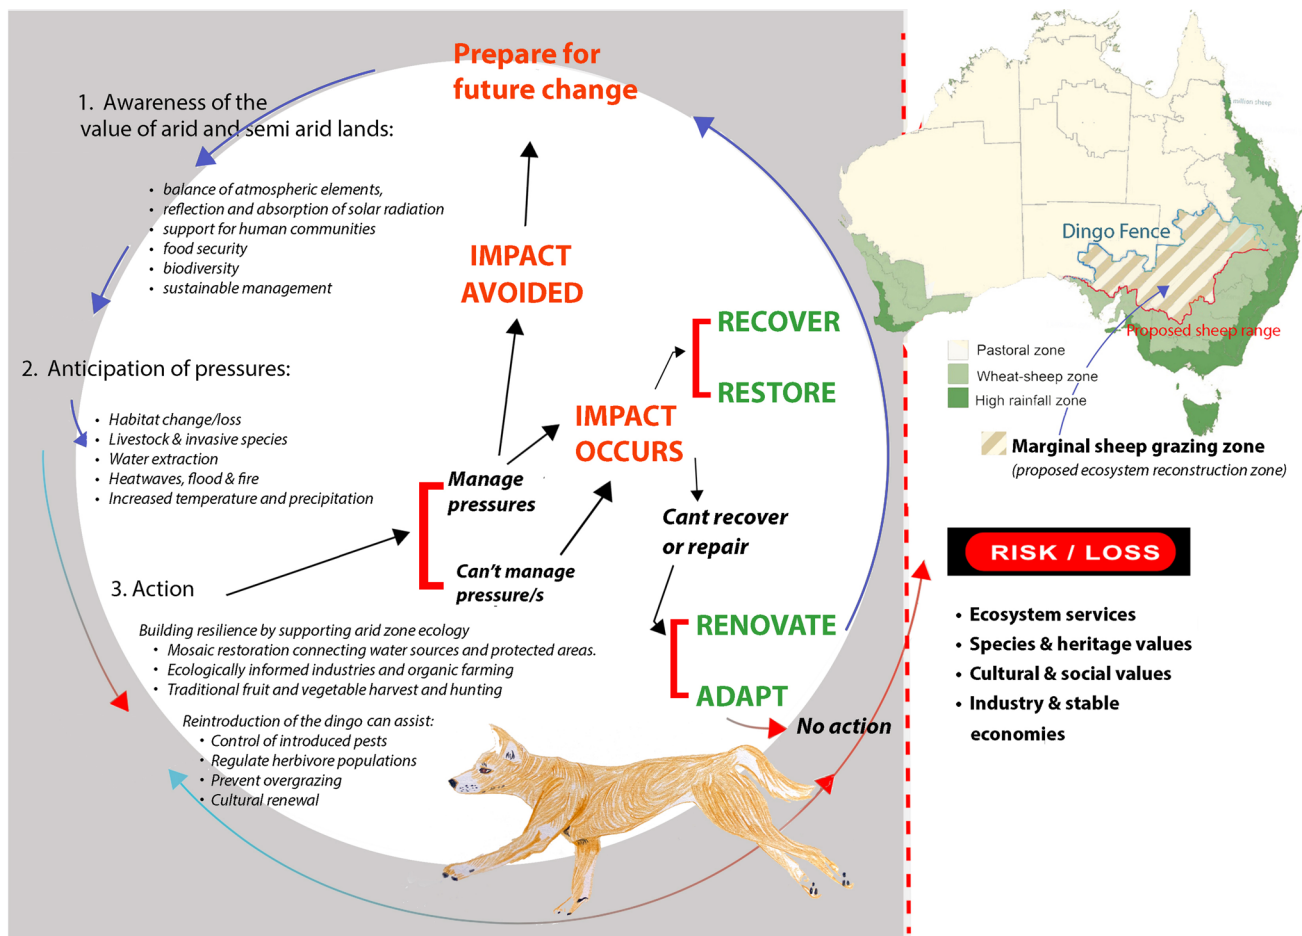 Prepare for
future change
1. Awareness of the
value of arid and semi arid lands:
• balance of atmospheric elements,
• reflection and absorption of solar radiation
• support for human communities
• food security
• biodiversity
• sustainable management
IMPACT
AVOIDED
2. Anticipation of pressures:
• Habitat change/loss
• Livestock & invasive species
• Water extraction
• Heatwaves, flood & fire
• Increased temperature and precipitation
RECOVER
RESTORE
IMPACT
OCCURS
Manage
pressures
Can't manage
pressure/s
Cant recover
or repair
3. Action
Building resilience by supporting arid zone ecology
• Mosaic restoration connecting water sources and protected areas.
• Ecologically informed industries and organic farming
• Traditional fruit and vegetable harvest and hunting
Reintroduction of the dingo can assist:
• Control of introduced pests
• Regulate herbivore populations
• Prevent overgrazing
• Cultural renewal
RENOVATE
ADAPT
No action
million sheep
Dingo Fence
Proposed sheep range
Pastoral zone
Wheat-sheep zone
High rainfall zone
Marginal sheep grazing zone
(proposed ecosystem reconstruction zone)
RISK / LOSS
• Ecosystem services
• Species & heritage values
• Cultural & social values
• Industry & stable
economies